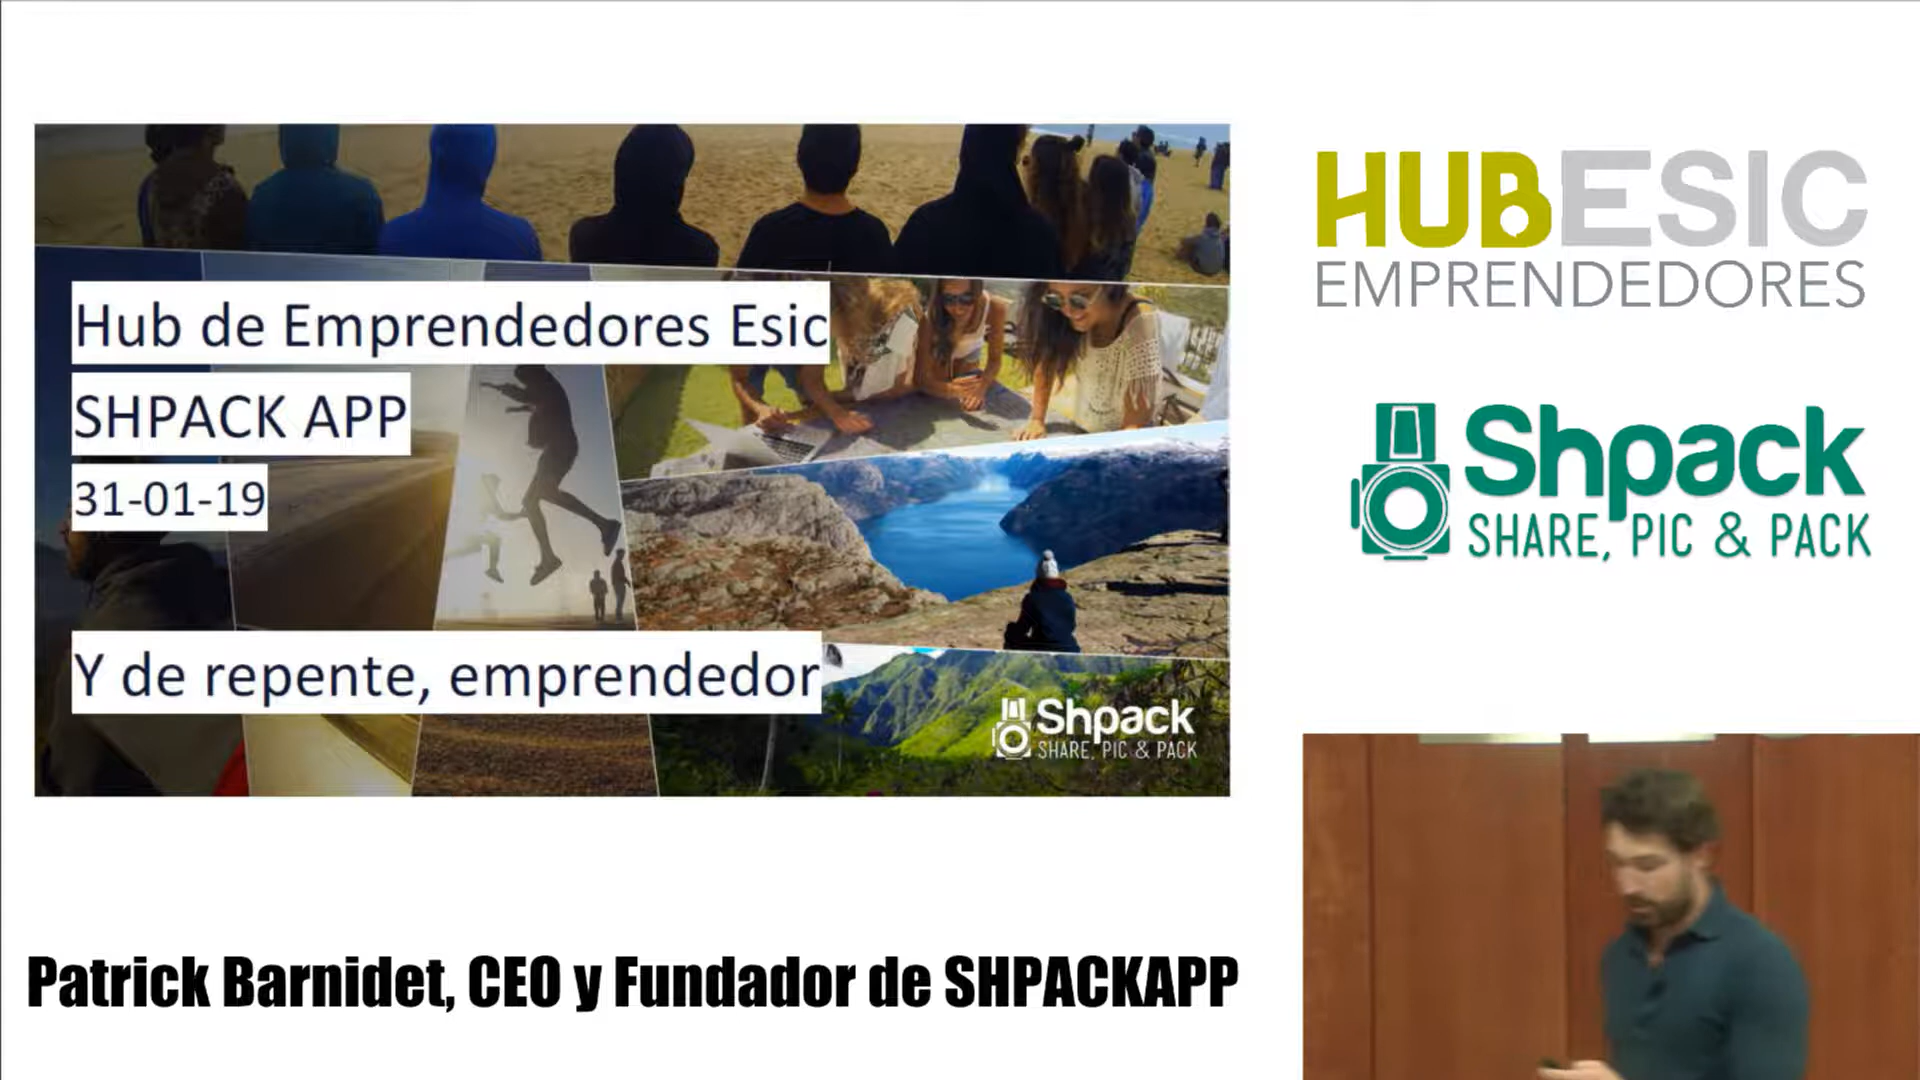 Hub de Emprendedores Esic
SHPACK APP
31-01-19
Y de repente, emprendedor
Shpack
SHARE, PIC & PACK
HUBESIC
EMPRENDEDORES
Shpack
SHARE, PIC & PACK
Patrick Barnidet, CEO y Fundador de SHPACKAPP